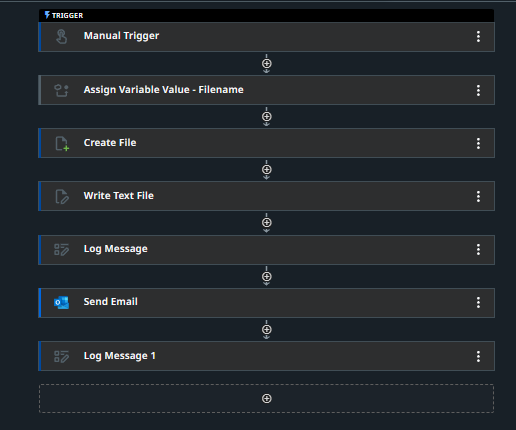 TRIGGER
Manual Trigger
Assign Variable Value - Filename
Create File
Write Text File
Log Message
Send Email
Log Message 1